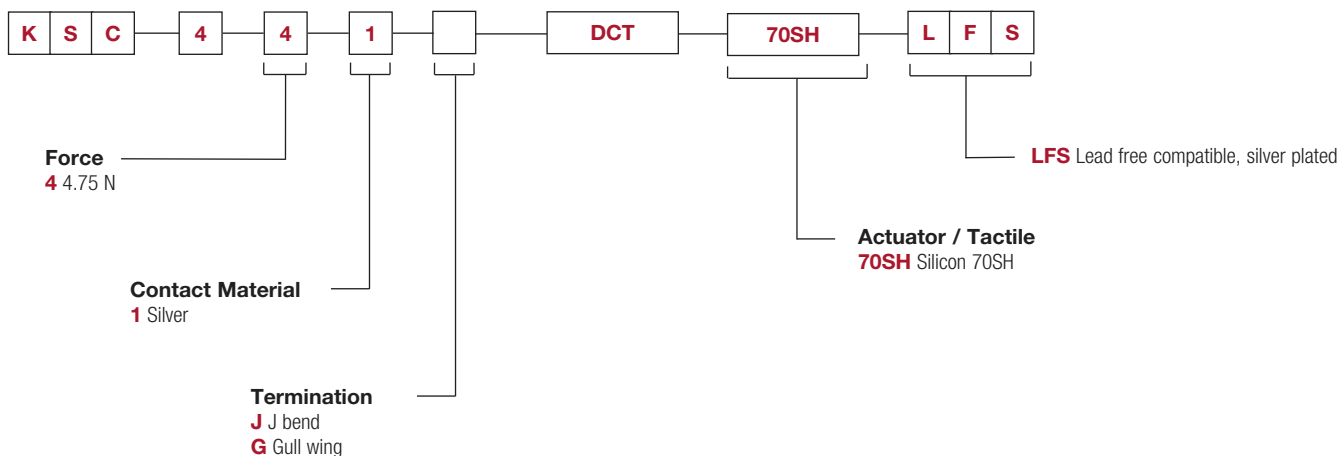 K S C 4 4 1 DCT 70SH L F S
Force
4 4.75 N
LFS Lead free compatible, silver plated
Actuator / Tactile
70SH Silicon 70SH
Contact Material
1 Silver
Termination
J J bend
G Gull wing